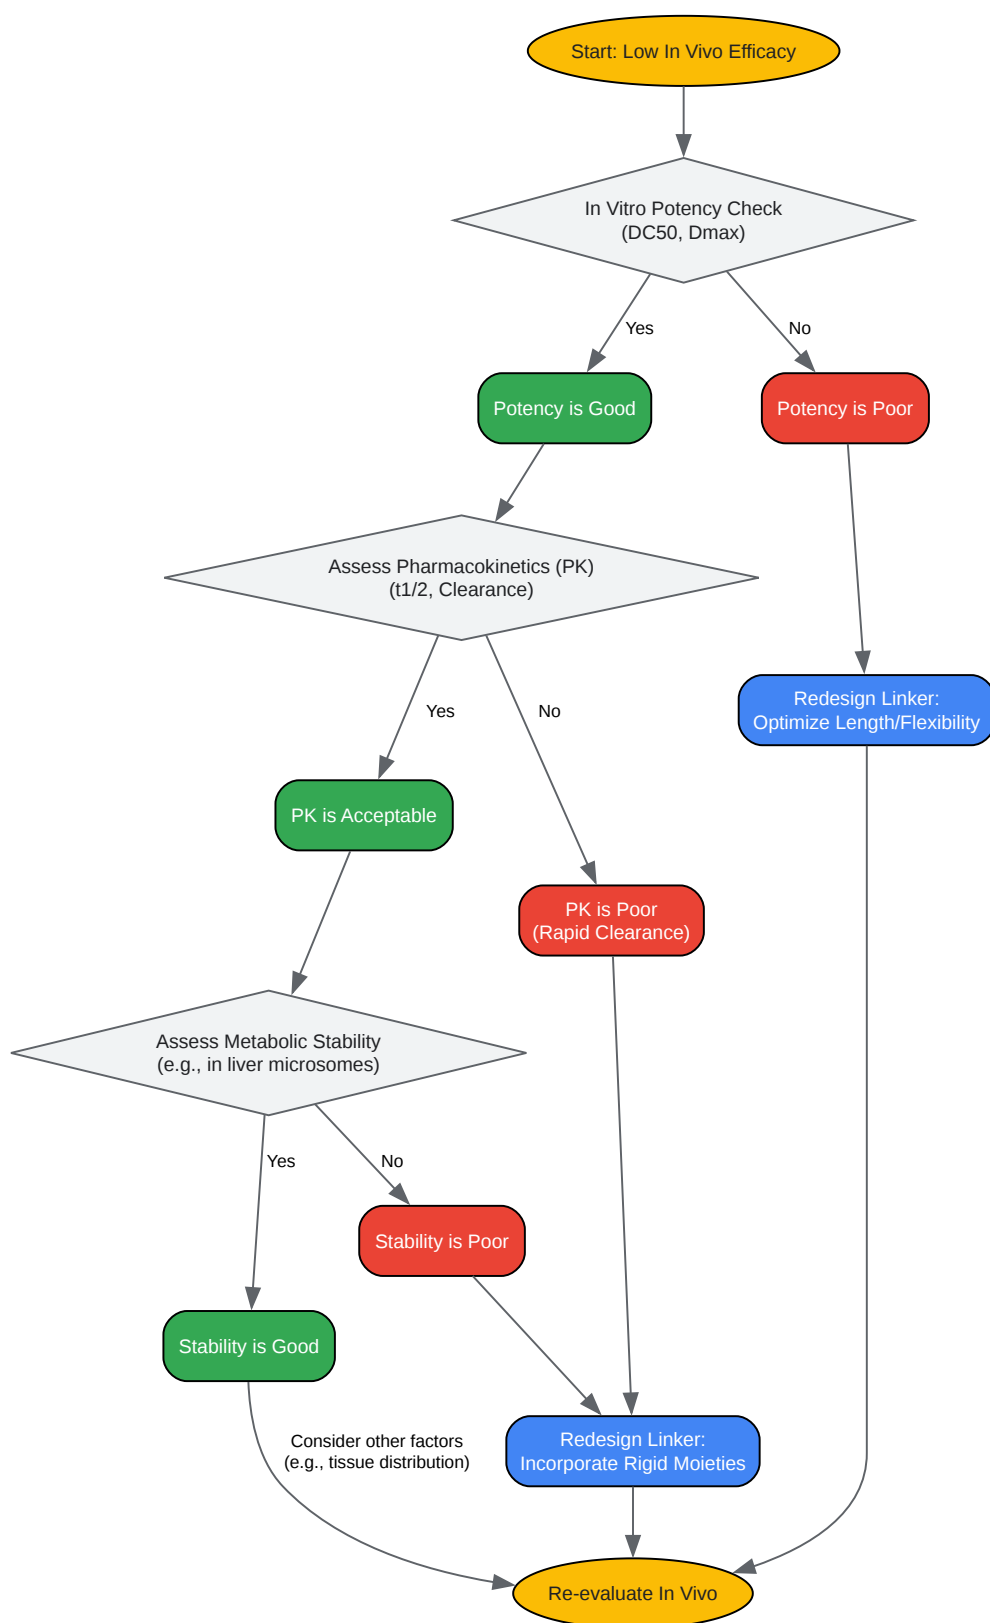 Start: Low In Vivo Efficacy
In Vitro Potency Check
(DC50, Dmax)
Yes
No
Potency is Good
Potency is Poor
Assess Pharmacokinetics (PK)
(t1/2, Clearance)
Redesign Linker:
Optimize Length/Flexibility
Yes
No
PK is Acceptable
PK is Poor
(Rapid Clearance)
Assess Metabolic Stability
(e.g., in liver microsomes)
Yes
No
Stability is Poor
Stability is Good
Consider other factors
(e.g., tissue distribution)
Redesign Linker:
Incorporate Rigid Moieties
Re-evaluate In Vivo